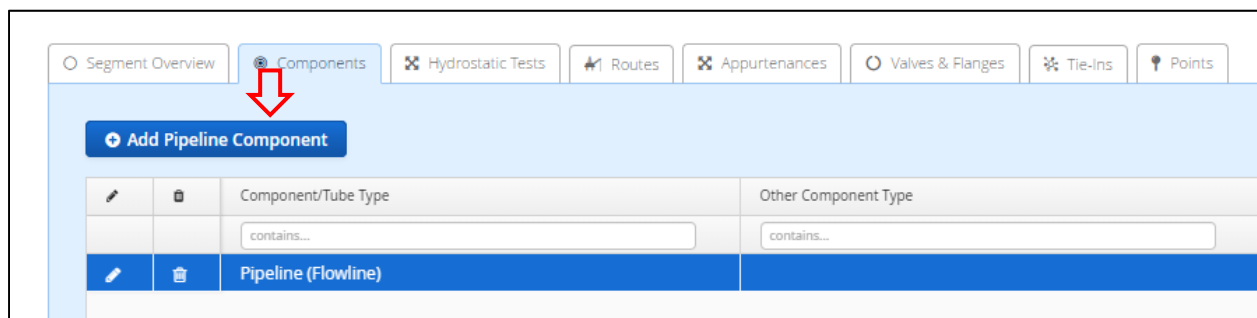 Segment Overview Components Hydrostatic Tests Routes Appurtenances Valves & Flanges Tie-Ins Points
Add Pipeline Component
Component/Tube Type Other Component Type
contains... contains...
Pipeline (Flowline)